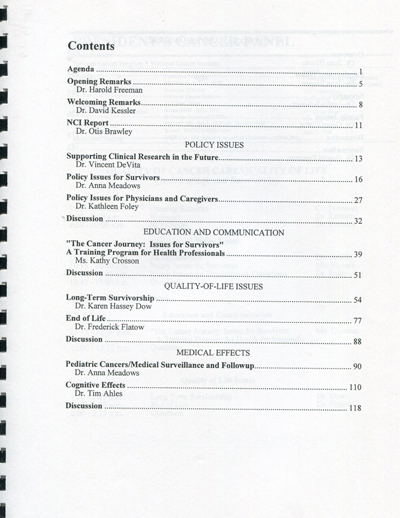 Contents
Agenda ........ 1
Opening Remarks ........ 5
Dr. Harold Freeman
Welcoming Remarks ........ 8
Dr. David Kessler
NCI Report ........ 11
Dr. Otis Brawley
POLICY ISSUES
Supporting Clinical Research in the Future ........ 13
Dr. Vincent DeVita
Policy Issues for Survivors ........ 16
Dr. Anna Meadows
Policy Issues for Physicians and Caregivers ........ 27
Dr. Kathleen Foley
Discussion ........ 32
EDUCATION AND COMMUNICATION
"The Cancer Journey: Issues for Survivors"
A Training Program for Health Professionals ........ 39
Ms. Kathy Crosson
Discussion ........ 51
QUALITY-OF-LIFE ISSUES
Long-Term Survivorship ........ 54
Dr. Karen Hassey Dow
End of Life ........ 77
Dr. Frederick Flatow
Discussion ........ 88
MEDICAL EFFECTS
Pediatric Cancers/Medical Surveillance and Followup ........ 90
Dr. Anna Meadows
Cognitive Effects ........ 110
Dr. Tim Ahles
Discussion ........ 118